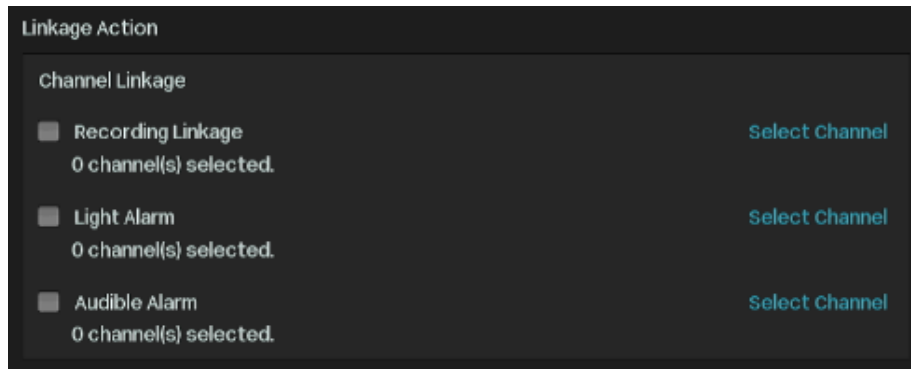 Linkage Action
Channel Linkage
Recording Linkage Select Channel
0 channel(s) selected.
Light Alarm Select Channel
0 channel(s) selected.
Audible Alarm Select Channel
0 channel(s) selected.